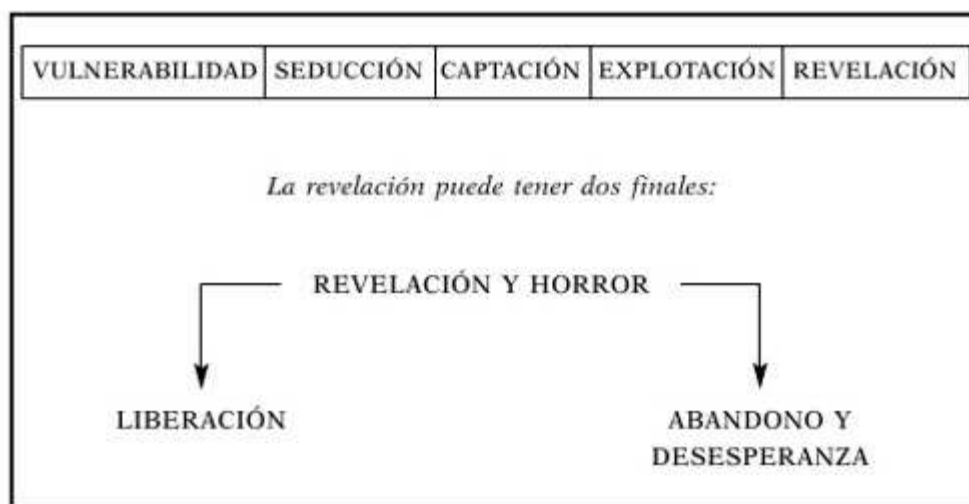 VULNERABILIDAD SEDUCCIÓN CAPTACIÓN EXPLOTACIÓN REVELACIÓN
La revelación puede tener dos finales:
REVELACIÓN Y HORROR
LIBERACIÓN
ABANDONO Y
DESESPERANZA